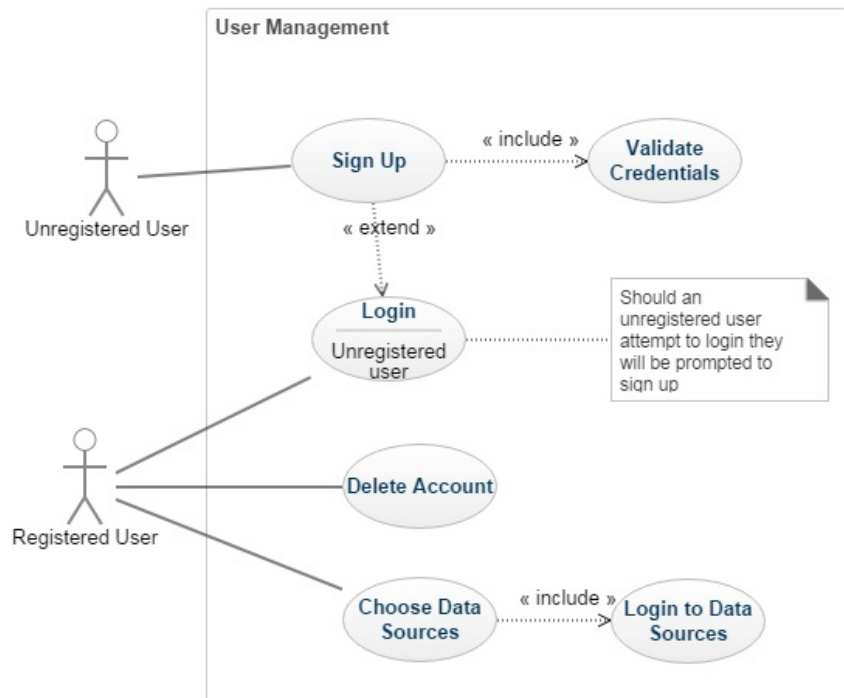 User Management
Sign Up
« include »
Validate
Credentials
Unregistered User
« extend »
Login
Unregistered
user
Should an
unregistered user
attempt to login they
will be prompted to
sign up
Delete Account
Registered User
Choose Data
Sources
« include »
Login to Data
Sources